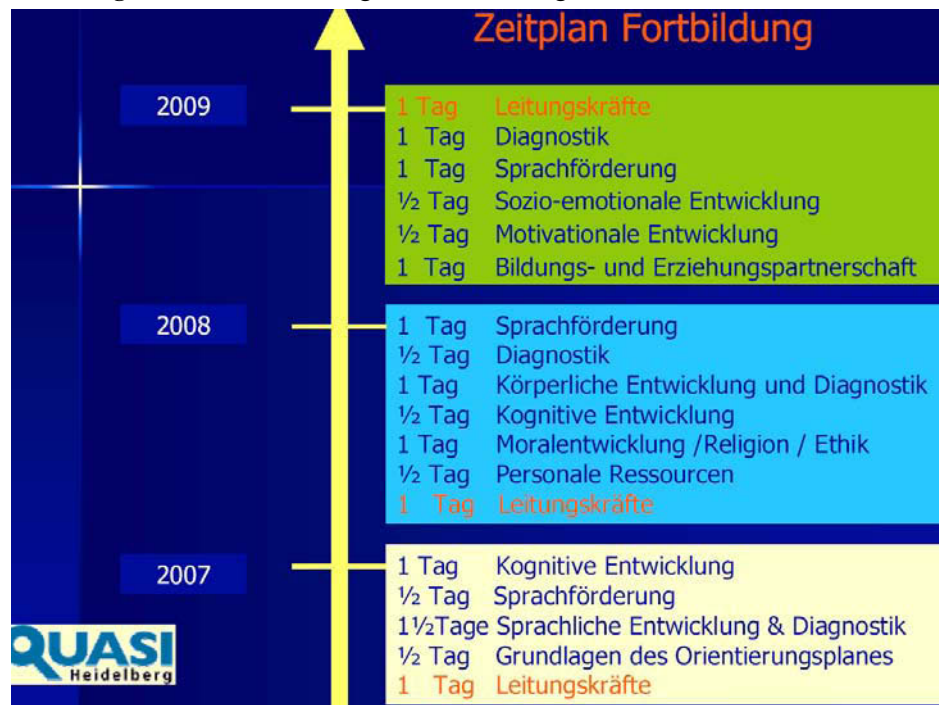 Zeitplan Fortbildung
2009
1 Tag Leitungskräfte
1 Tag Diagnostik
1 Tag Sprachförderung
½ Tag Sozio-emotionale Entwicklung
½ Tag Motivationale Entwicklung
1 Tag Bildungs- und Erziehungspartnerschaft
2008
1 Tag Sprachförderung
½ Tag Diagnostik
1 Tag Körperliche Entwicklung und Diagnostik
½ Tag Kognitive Entwicklung
1 Tag Moralentwicklung /Religion / Ethik
½ Tag Personale Ressourcen
1 Tag Leitungskräfte
2007
1 Tag Kognitive Entwicklung
½ Tag Sprachförderung
1½Tage Sprachliche Entwicklung & Diagnostik
½ Tag Grundlagen des Orientierungsplanes
1 Tag Leitungskräfte
QUASI
Heidelberg